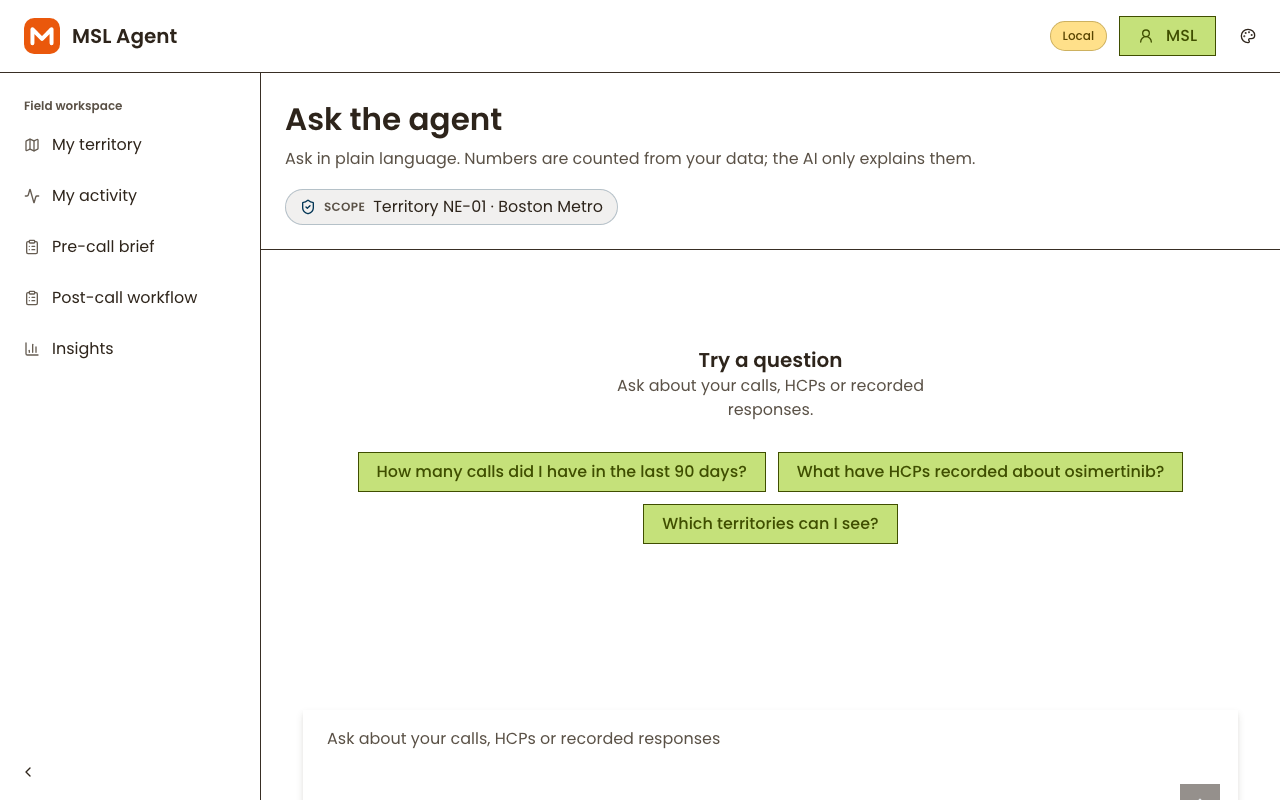 MSL Agent
Local
MSL
Field workspace
My territory
My activity
Pre-call brief
Post-call workflow
Insights
Ask the agent
Ask in plain language. Numbers are counted from your data; the AI only explains them.
SCOPE Territory NE-01 · Boston Metro
Try a question
Ask about your calls, HCPs or recorded
responses.
How many calls did I have in the last 90 days?
What have HCPs recorded about osimertinib?
Which territories can I see?
Ask about your calls, HCPs or recorded responses